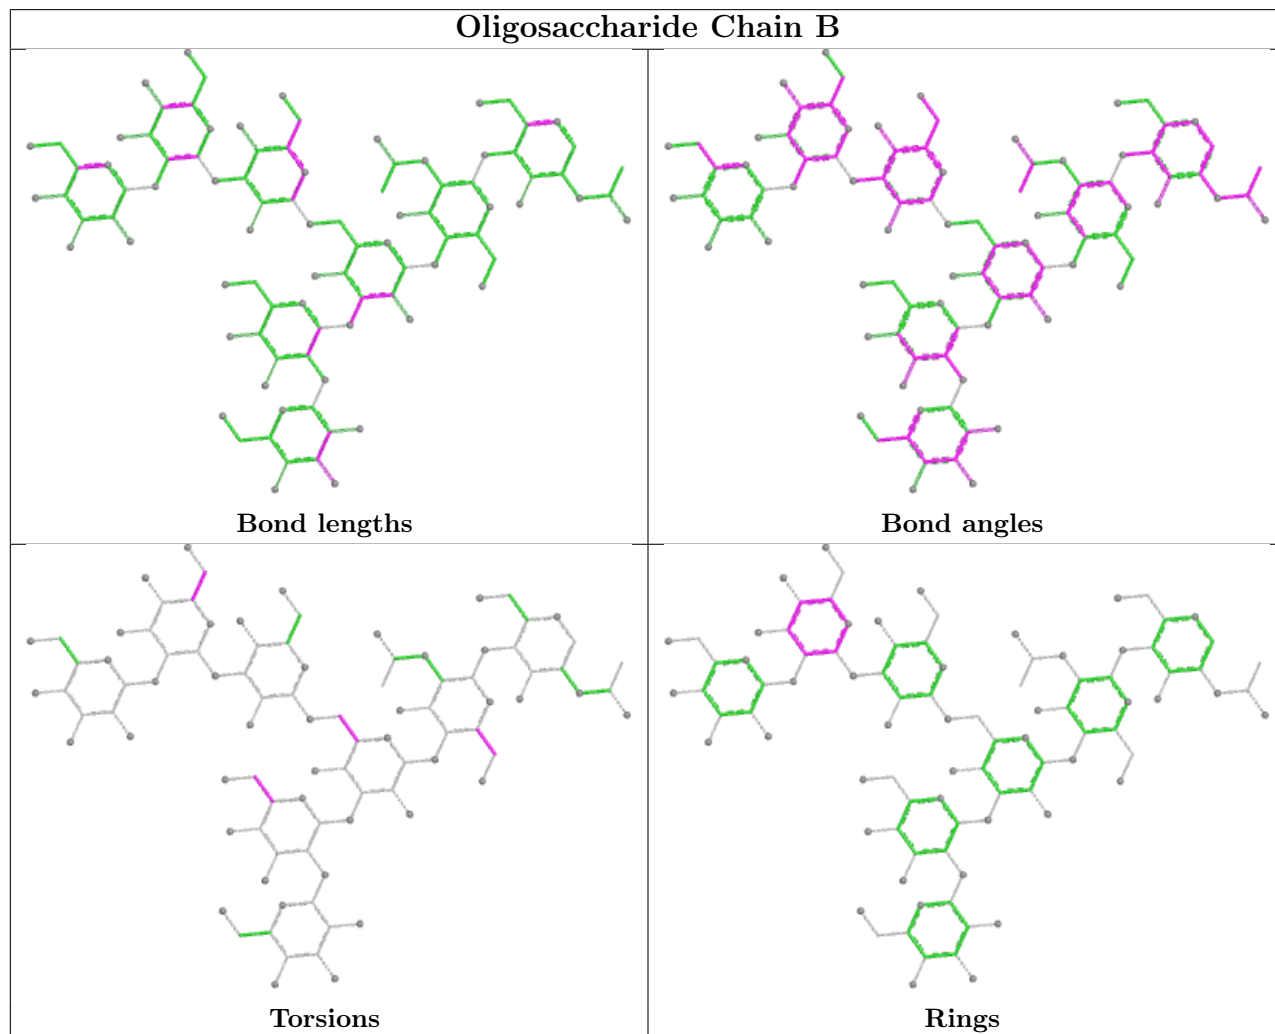 Oligosaccharide Chain B
Bond lengths
Bond angles
Torsions
Rings